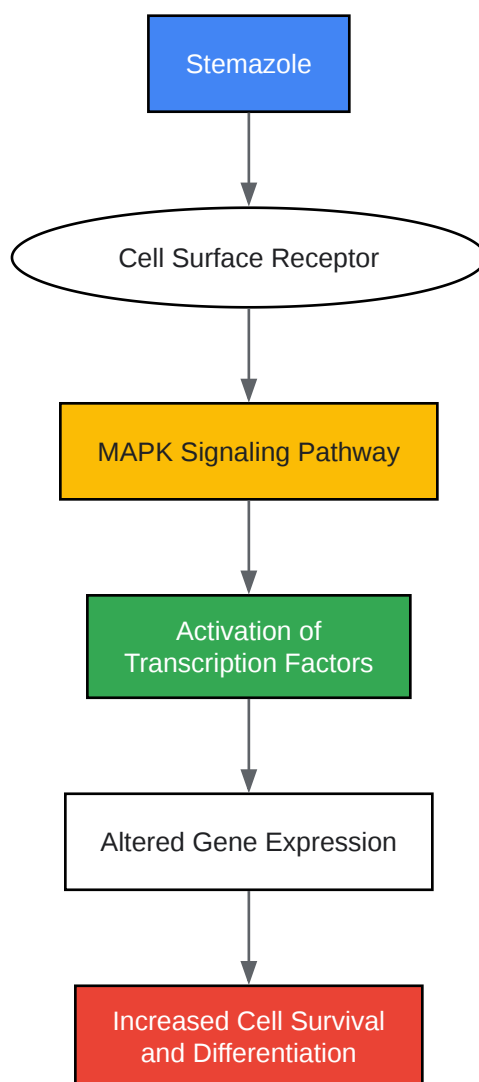 Stemazole
Cell Surface Receptor
MAPK Signaling Pathway
Activation of
Transcription Factors
Altered Gene Expression
Increased Cell Survival
and Differentiation